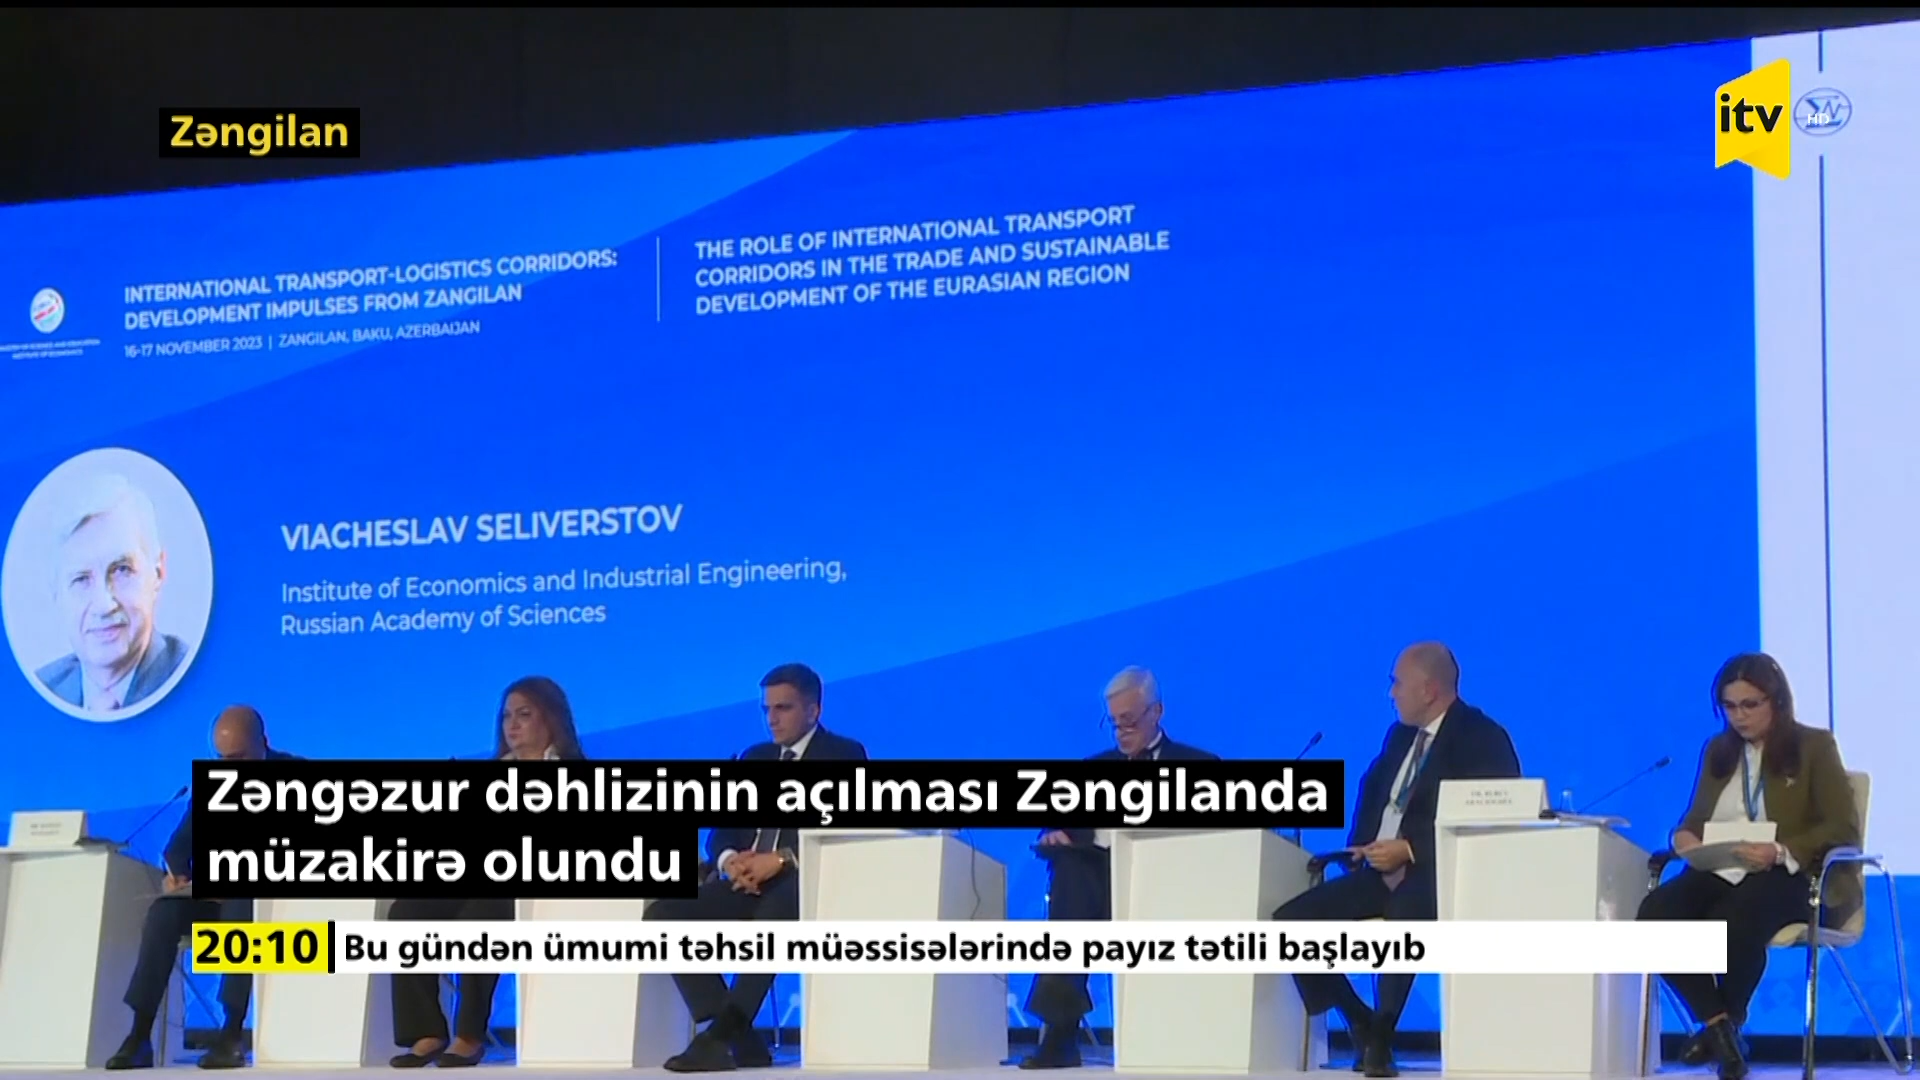 Zəngilan
itv
HD
INTERNATIONAL TRANSPORT-LOGISTICS CORRIDORS:
DEVELOPMENT IMPULSES FROM ZANGILAN
16-17 NOVEMBER 2023 | ZANGILAN, BAKU, AZERBAIJAN
THE ROLE OF INTERNATIONAL TRANSPORT
CORRIDORS IN THE TRADE AND SUSTAINABLE
DEVELOPMENT OF THE EURASIAN REGION
VIACHESLAV SELIVERSTOV
Institute of Economics and Industrial Engineering,
Russian Academy of Sciences
Zəngəzur dəhlizinin açılması Zəngilanda
müzakirə olundu
20:10 Bu gündən ümumi təhsil müəssisələrində payız tətili başlayıb